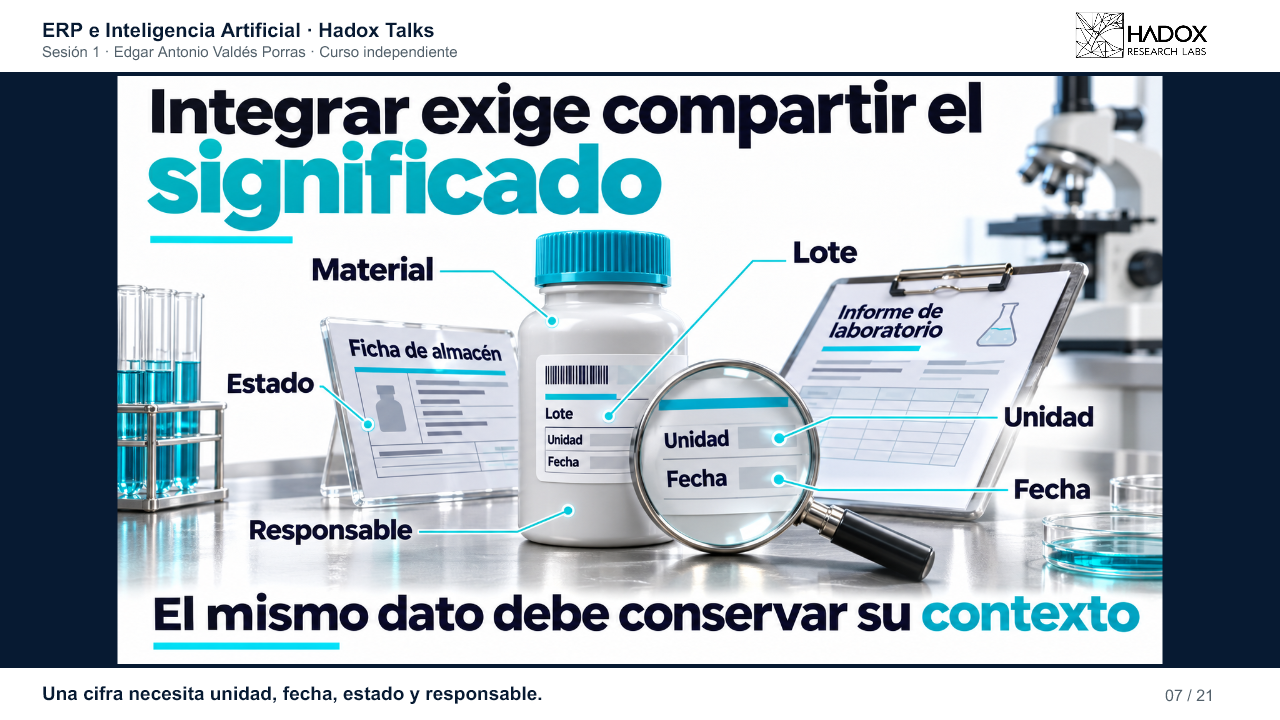 ERP e Inteligencia Artificial · Hadox Talks
Sesión 1 · Edgar Antonio Valdés Porras · Curso independiente
HADOX
RESEARCH LABS
Integrar exige compartir el
significado
Material
Lote
Informe de
laboratorio
Ficha de almacén
Estado
Lote
Unidad
Fecha
Unidad
Fecha
Unidad
Fecha
Responsable
El mismo dato debe conservar su contexto
Una cifra necesita unidad, fecha, estado y responsable.
07 / 21